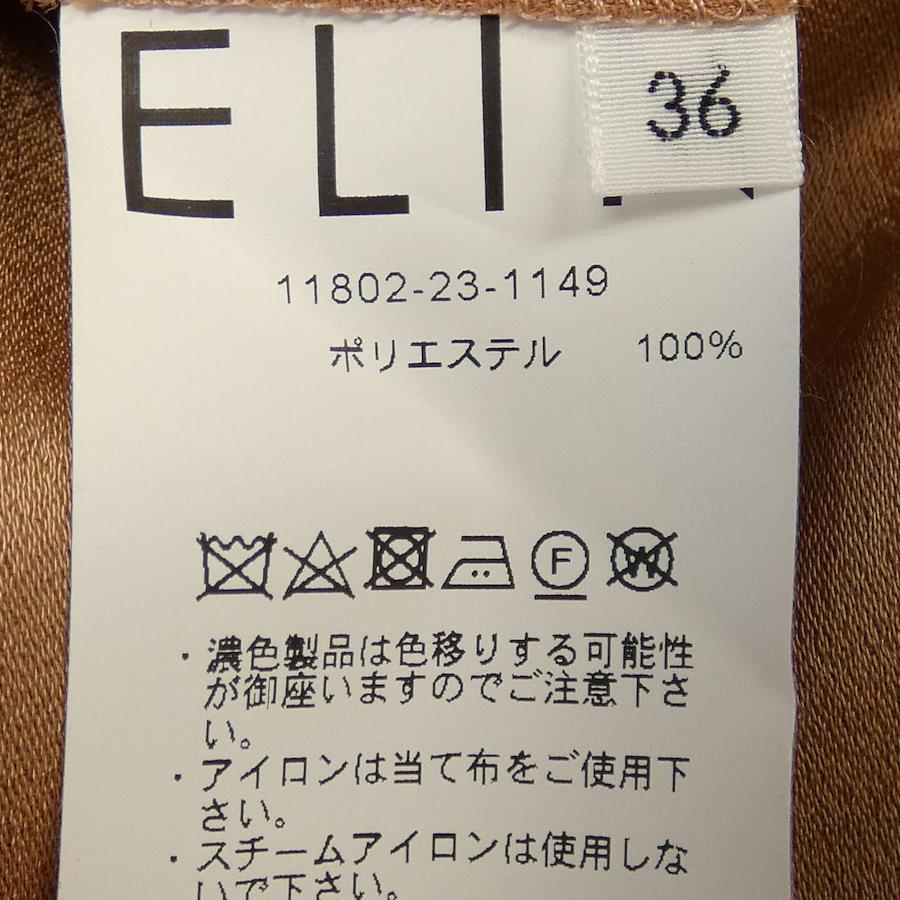 ELI
36
11802-23-1149
ポリエステル 100%
F
W
・濃色製品は色移りする可能性
が御座いますのでご注意下さ
い。
・アイロンは当て布をご使用下
さい。
・スチームアイロンは使用しな
いで下さい。